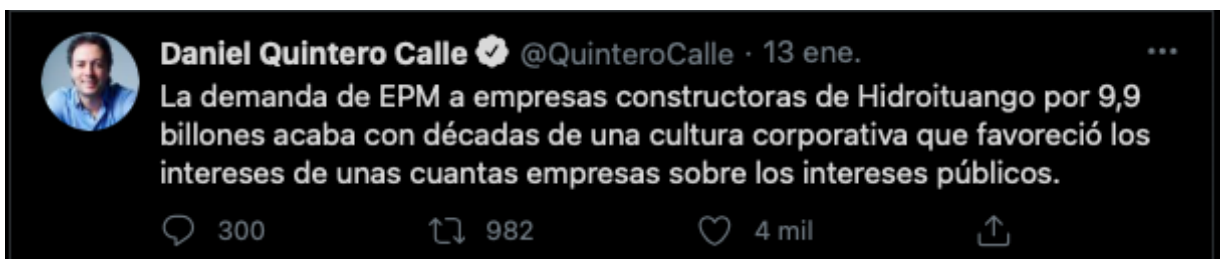 Daniel Quintero Calle @QuinteroCalle · 13 ene.
La demanda de EPM a empresas constructoras de Hidroituango por 9,9
billones acaba con décadas de una cultura corporativa que favoreció los
intereses de unas cuantas empresas sobre los intereses públicos.
300 982 4 mil